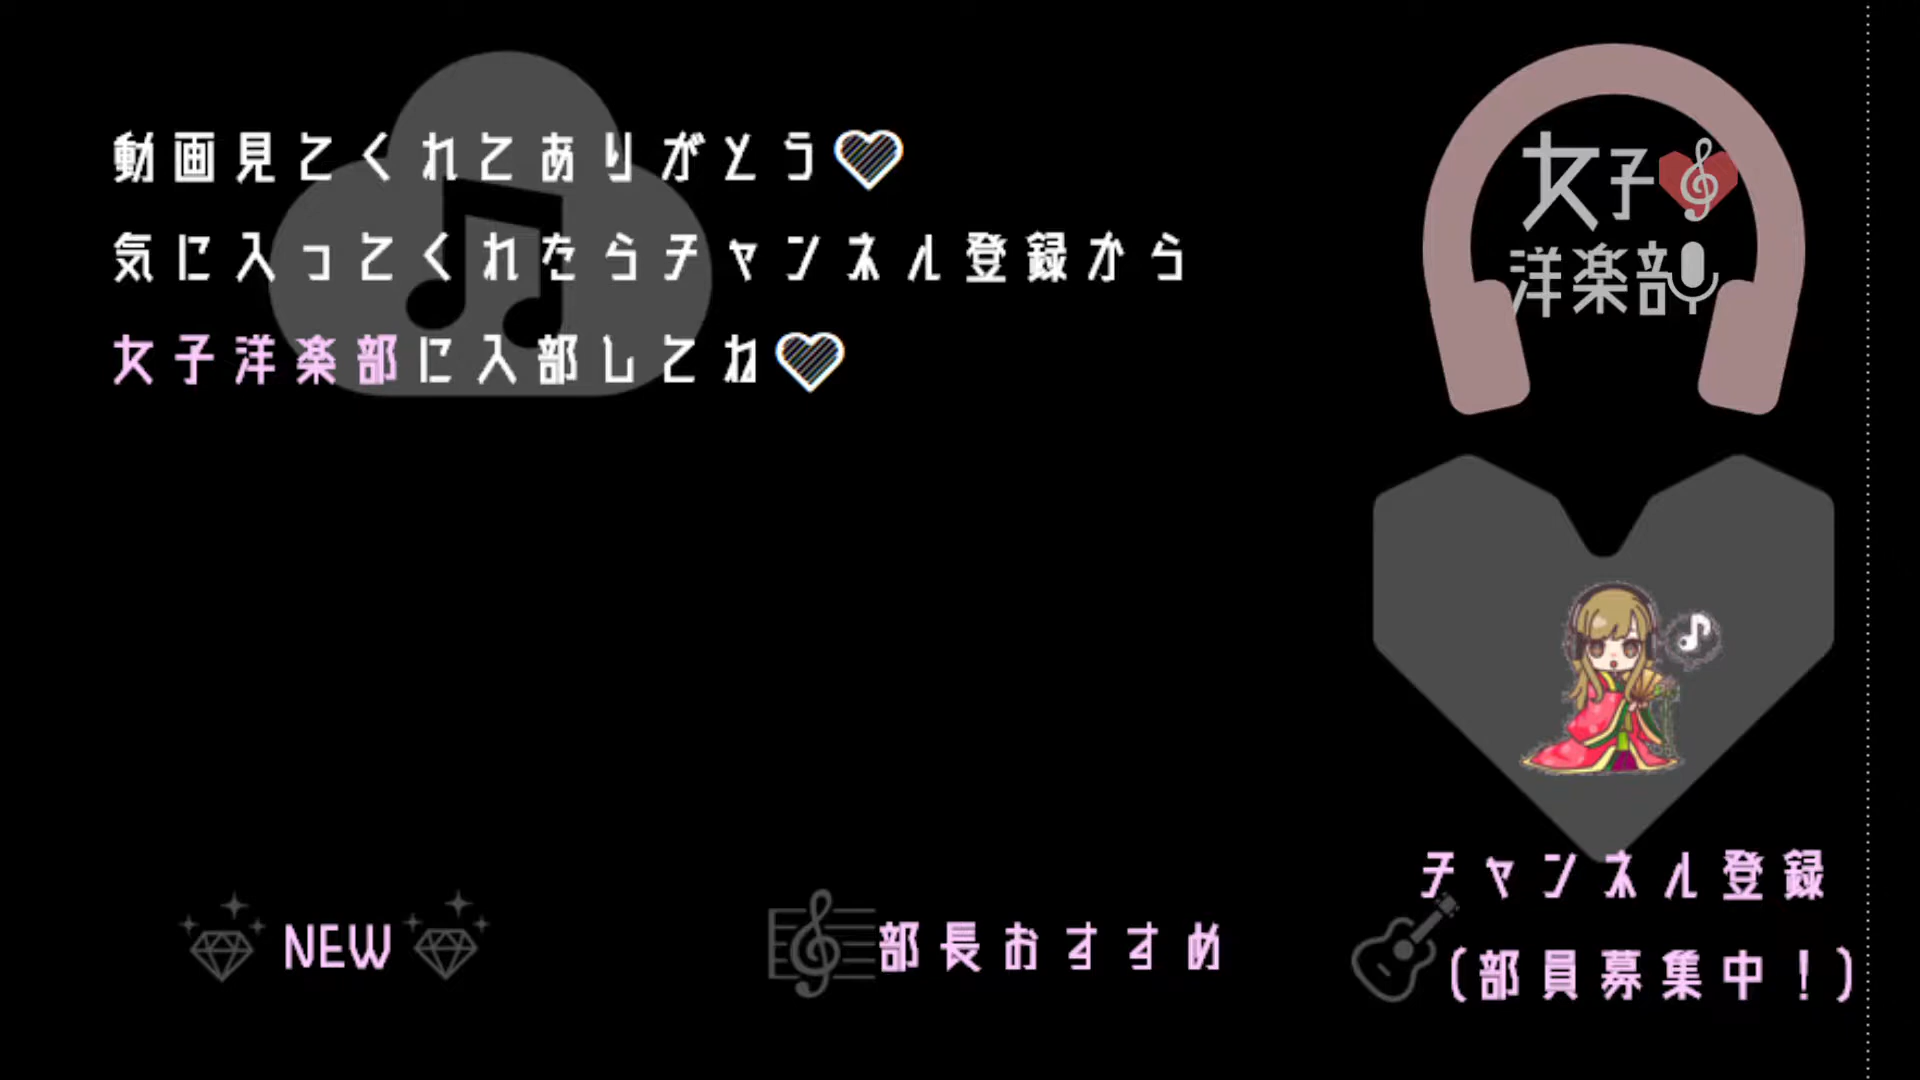 動画見てくれてありがとう
気に入ってくれたらチャンネル登録から
女子洋楽部に入部してね
女子
洋楽部
NEW
部長おすすめ
チャンネル登録
(部員募集中!)